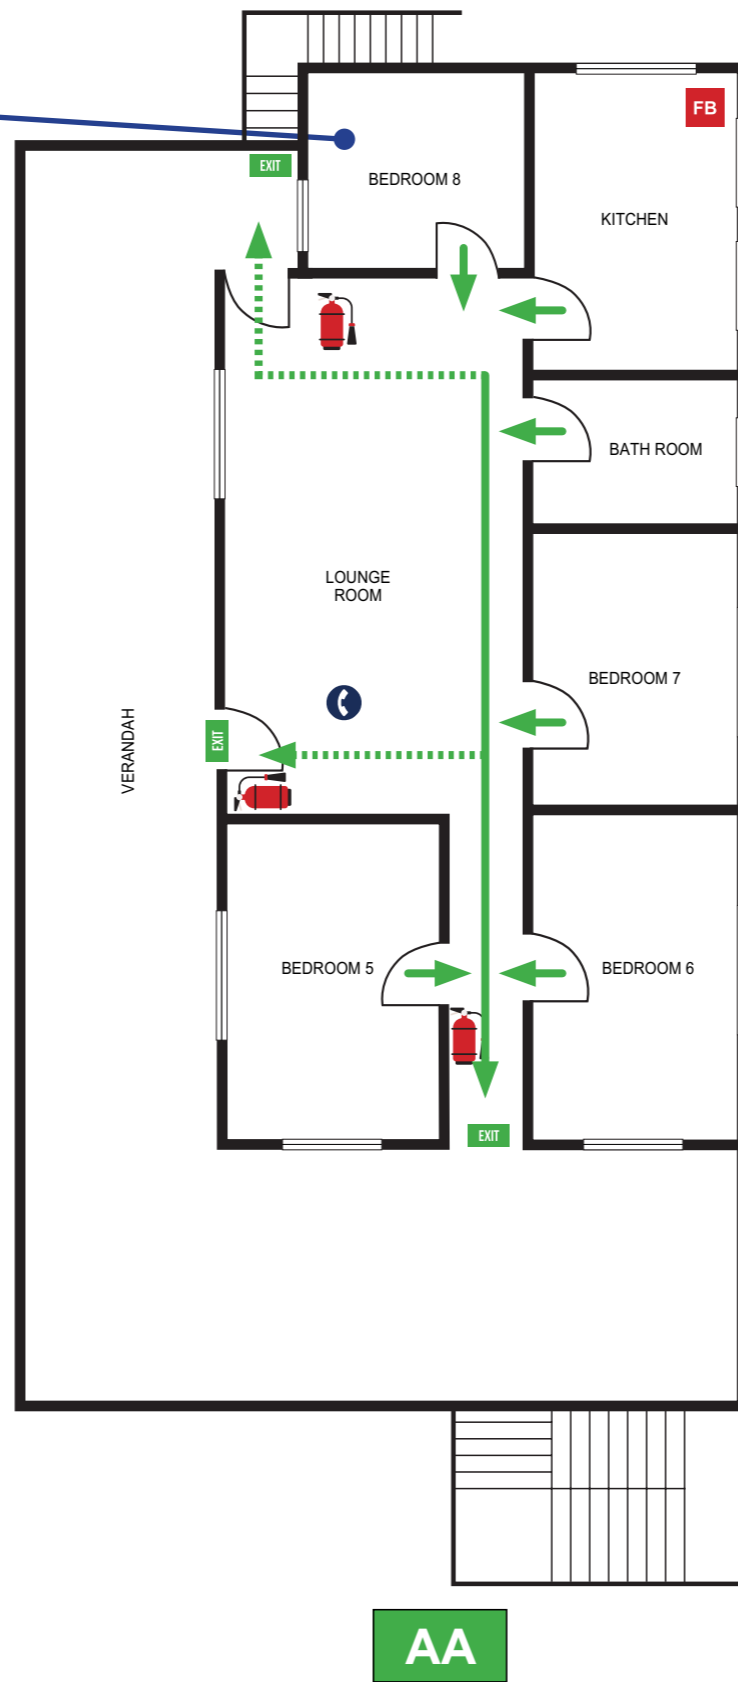 FB
EXIT
BEDROOM 8
KITCHEN
BATH ROOM
LOUNGE
ROOM
BEDROOM 7
VERANDAH
EXIT
BEDROOM 5
BEDROOM 6
EXIT
AA